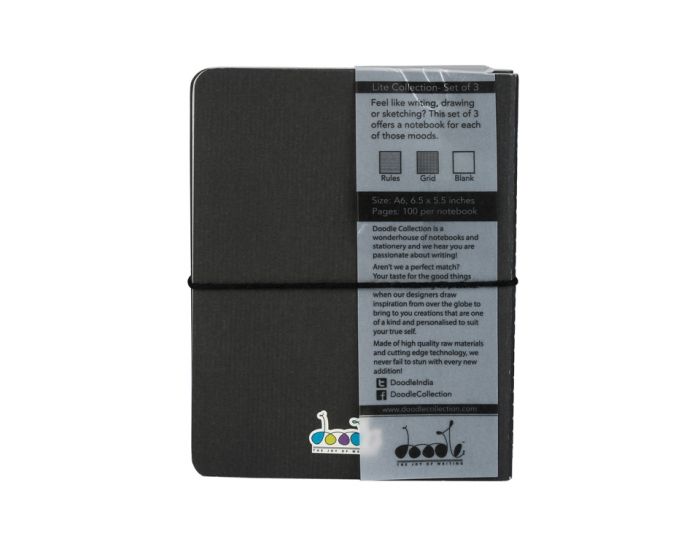 Lite Collection- Set of 3
Feel like writing, drawing
or sketching? This set of 3
offers a notebook for each
of those moods.
Rules Grid Blank
Size: A6, 6.5 x 5.5 inches
Pages: 100 per notebook
Doodle Collection is a
wonderhouse of notebooks and
stationery and we hear you are
passionate about writing!
Aren't we a perfect match?
Your taste for the good things
when our designers draw
inspiration from over the globe to
bring to you creations that are one
of a kind and personalised to suit
your true self.
Made of high quality raw materials
and cutting edge technology, we
never fail to stun with every new
addition!
DoodleIndia
DoodleCollection
www.doodlecollection.com
doodle
THE JOY OF WRITING
doodle
THE JOY OF WRITING